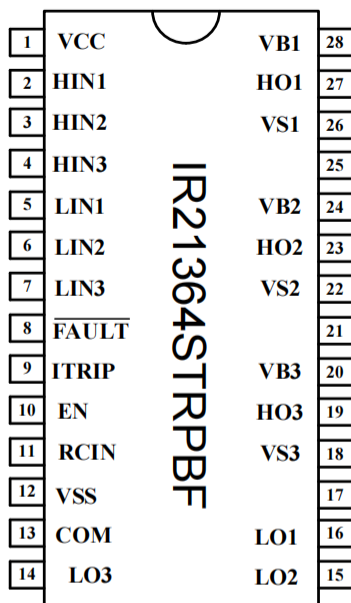 1 VCC VB1 28
2 HIN1 HO1 27
3 HIN2 VS1 26
4 HIN3 25
5 LIN1 VB2 24
6 LIN2 HO2 23
7 LIN3 VS2 22
8 FAULT 21
9 ITRIP VB3 20
10 EN HO3 19
11 RCIN VS3 18
12 VSS 17
13 COM LO1 16
14 LO3 LO2 15
IR21364STRPBF